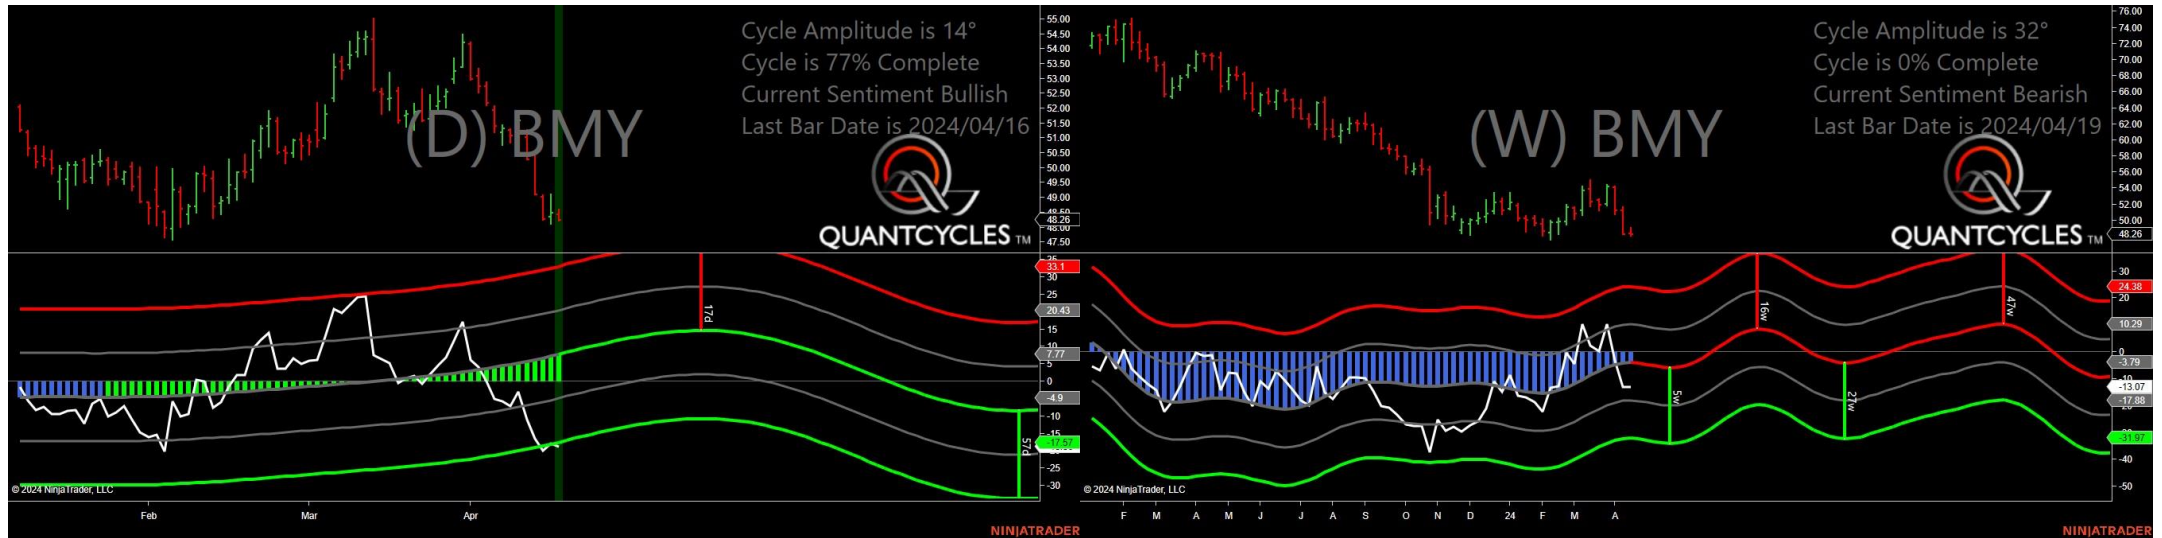 Cycle Amplitude is 14°
Cycle is 77% Complete
Current Sentiment Bullish
Last Bar Date is 2024/04/16
(D) BMY
QUANTCYCLES TM
55.00
54.50
54.00
53.50
53.00
52.50
52.00
51.50
51.00
50.50
50.00
49.50
49.00
48.26
48.00
47.50
33.1
30
25
20.43
15
10
7.77
5
0
-4.9
-10
-15
-17.57
-25
-30
17d
57d
© 2024 NinjaTrader, LLC
Feb
Mar
Apr
NINJATRADER
Cycle Amplitude is 32°
Cycle is 0% Complete
Current Sentiment Bearish
Last Bar Date is 2024/04/19
(W) BMY
QUANTCYCLES TM
76.00
74.00
72.00
70.00
68.00
66.00
64.00
62.00
60.00
58.00
56.00
54.00
52.00
50.00
48.26
30
24.38
20
10.29
0
-3.79
-13.07
-17.88
-31.97
-40
-50
16w
47w
5w
27w
© 2024 NinjaTrader, LLC
F
M
A
M
J
J
A
S
O
N
D
24
F
M
A
NINJATRADER